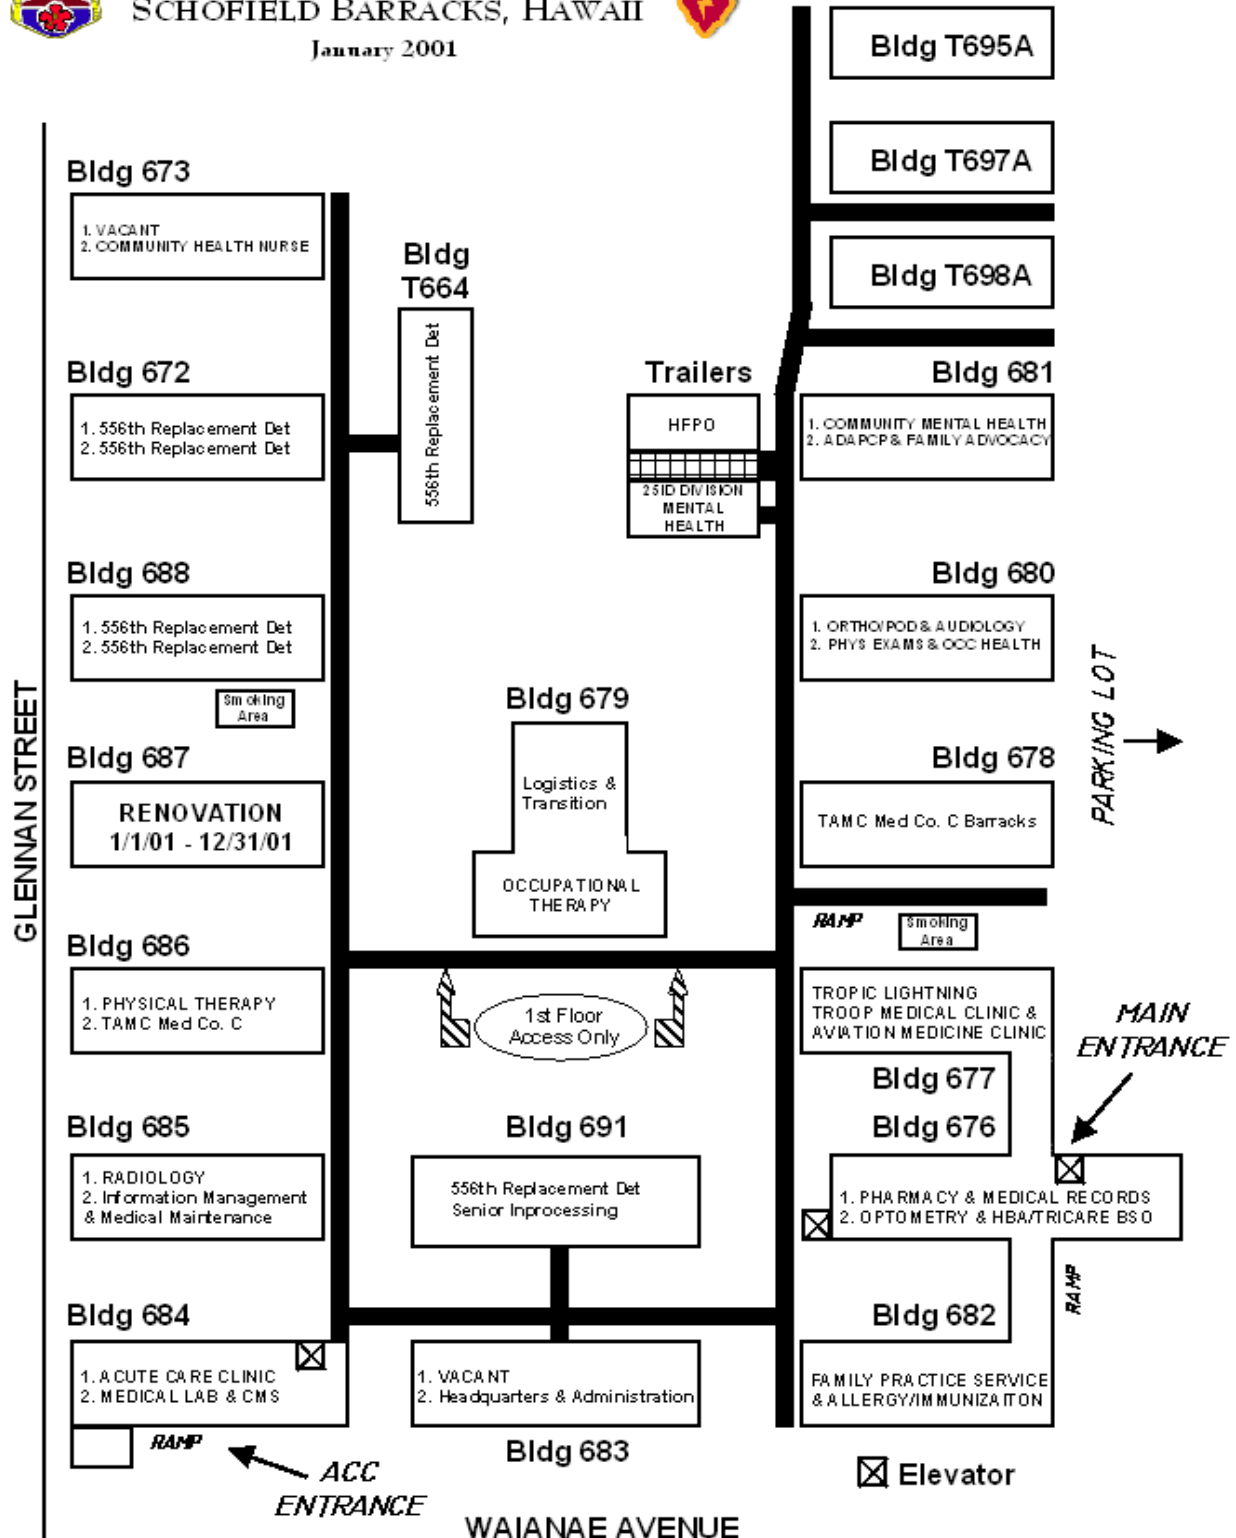 SCHOFIELD BARRACKS, HAWAII
January 2001
Bldg T695A
Bldg T697A
Bldg T698A
Bldg 673
1. VACANT
2. COMMUNITY HEALTH NURSE
Bldg
T664
556th Replacement Det
Bldg 672
1. 556th Replacement Det
2. 556th Replacement Det
Trailers
HFPO
25ID DIVISION
MENTAL
HEALTH
Bldg 681
1. COMMUNITY MENTAL HEALTH
2. ADAPCP & FAMILY ADVOCACY
Bldg 688
1. 556th Replacement Det
2. 556th Replacement Det
Smoking
Area
Bldg 680
1. ORTHO/POD & AUDIOLOGY
2. PHYS EXAMS & OCC HEALTH
PARKING LOT
GLENNAN STREET
Bldg 687
RENOVATION
1/1/01 - 12/31/01
Bldg 679
Logistics &
Transition
OCCUPATIONAL
THERAPY
Bldg 678
TAMC Med Co. C Barracks
RAMP
Smoking
Area
Bldg 686
1. PHYSICAL THERAPY
2. TAMC Med Co. C
1st Floor
Access Only
TROPIC LIGHTNING
TROOP MEDICAL CLINIC &
AVIATION MEDICINE CLINIC
MAIN
ENTRANCE
Bldg 677
Bldg 676
1. PHARMACY & MEDICAL RECORDS
2. OPTOMETRY & HBA/TRICARE BSO
RAMP
Bldg 685
1. RADIOLOGY
2. Information Management
& Medical Maintenance
Bldg 691
556th Replacement Det
Senior Inprocessing
Bldg 684
1. ACUTE CARE CLINIC
2. MEDICAL LAB & CMS
RAMP
ACC
ENTRANCE
1. VACANT
2. Headquarters & Administration
Bldg 683
Bldg 682
FAMILY PRACTICE SERVICE
& ALLERGY/IMMUNIZAITON
Elevator
WAIANAE AVENUE